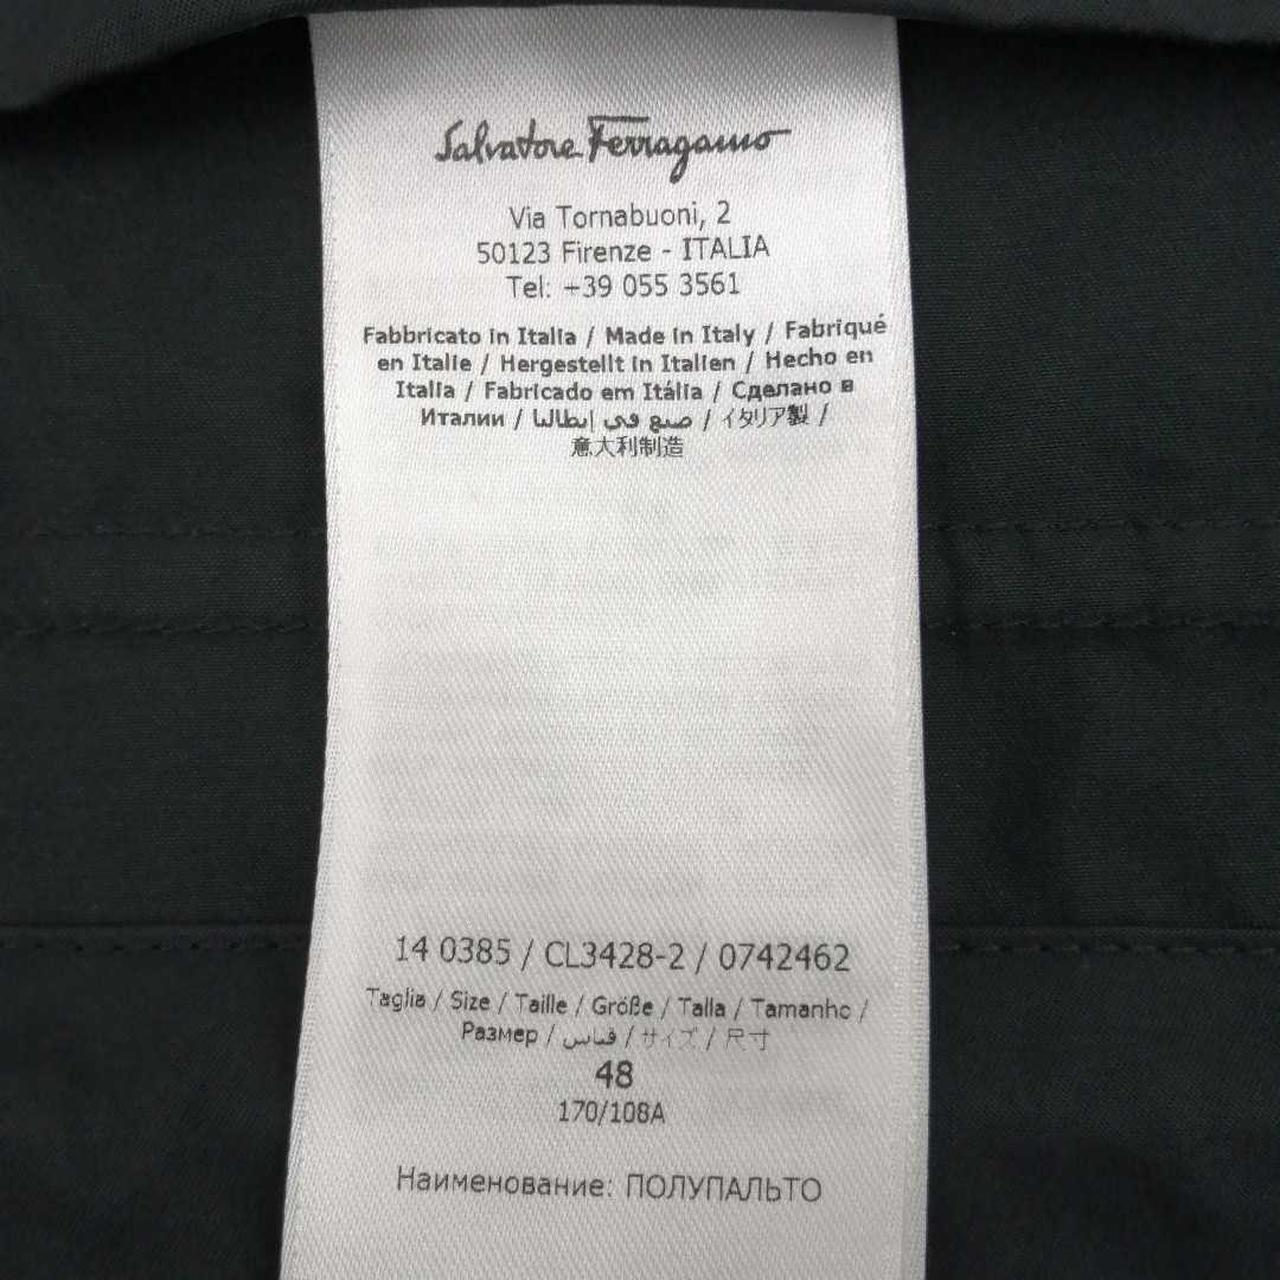 Salvatore Ferragamo
Via Tornabuoni, 2
50123 Firenze - ITALIA
Tel: +39 055 3561
Fabbricato in Italia / Made in Italy / Fabriqué
en Italie / Hergestellt in Italien / Hecho en
Italia / Fabricado em Itália / Сделано в
Италии / صنع في إيطاليا / イタリア製 /
意大利制造
14 0385 / CL3428-2 / 0742462
Taglia / Size / Taille / Größe / Talla / Tamanho /
Размер / قياس / サイズ / 尺寸
48
170/108A
Наименование: ПОЛУПАЛЬТО